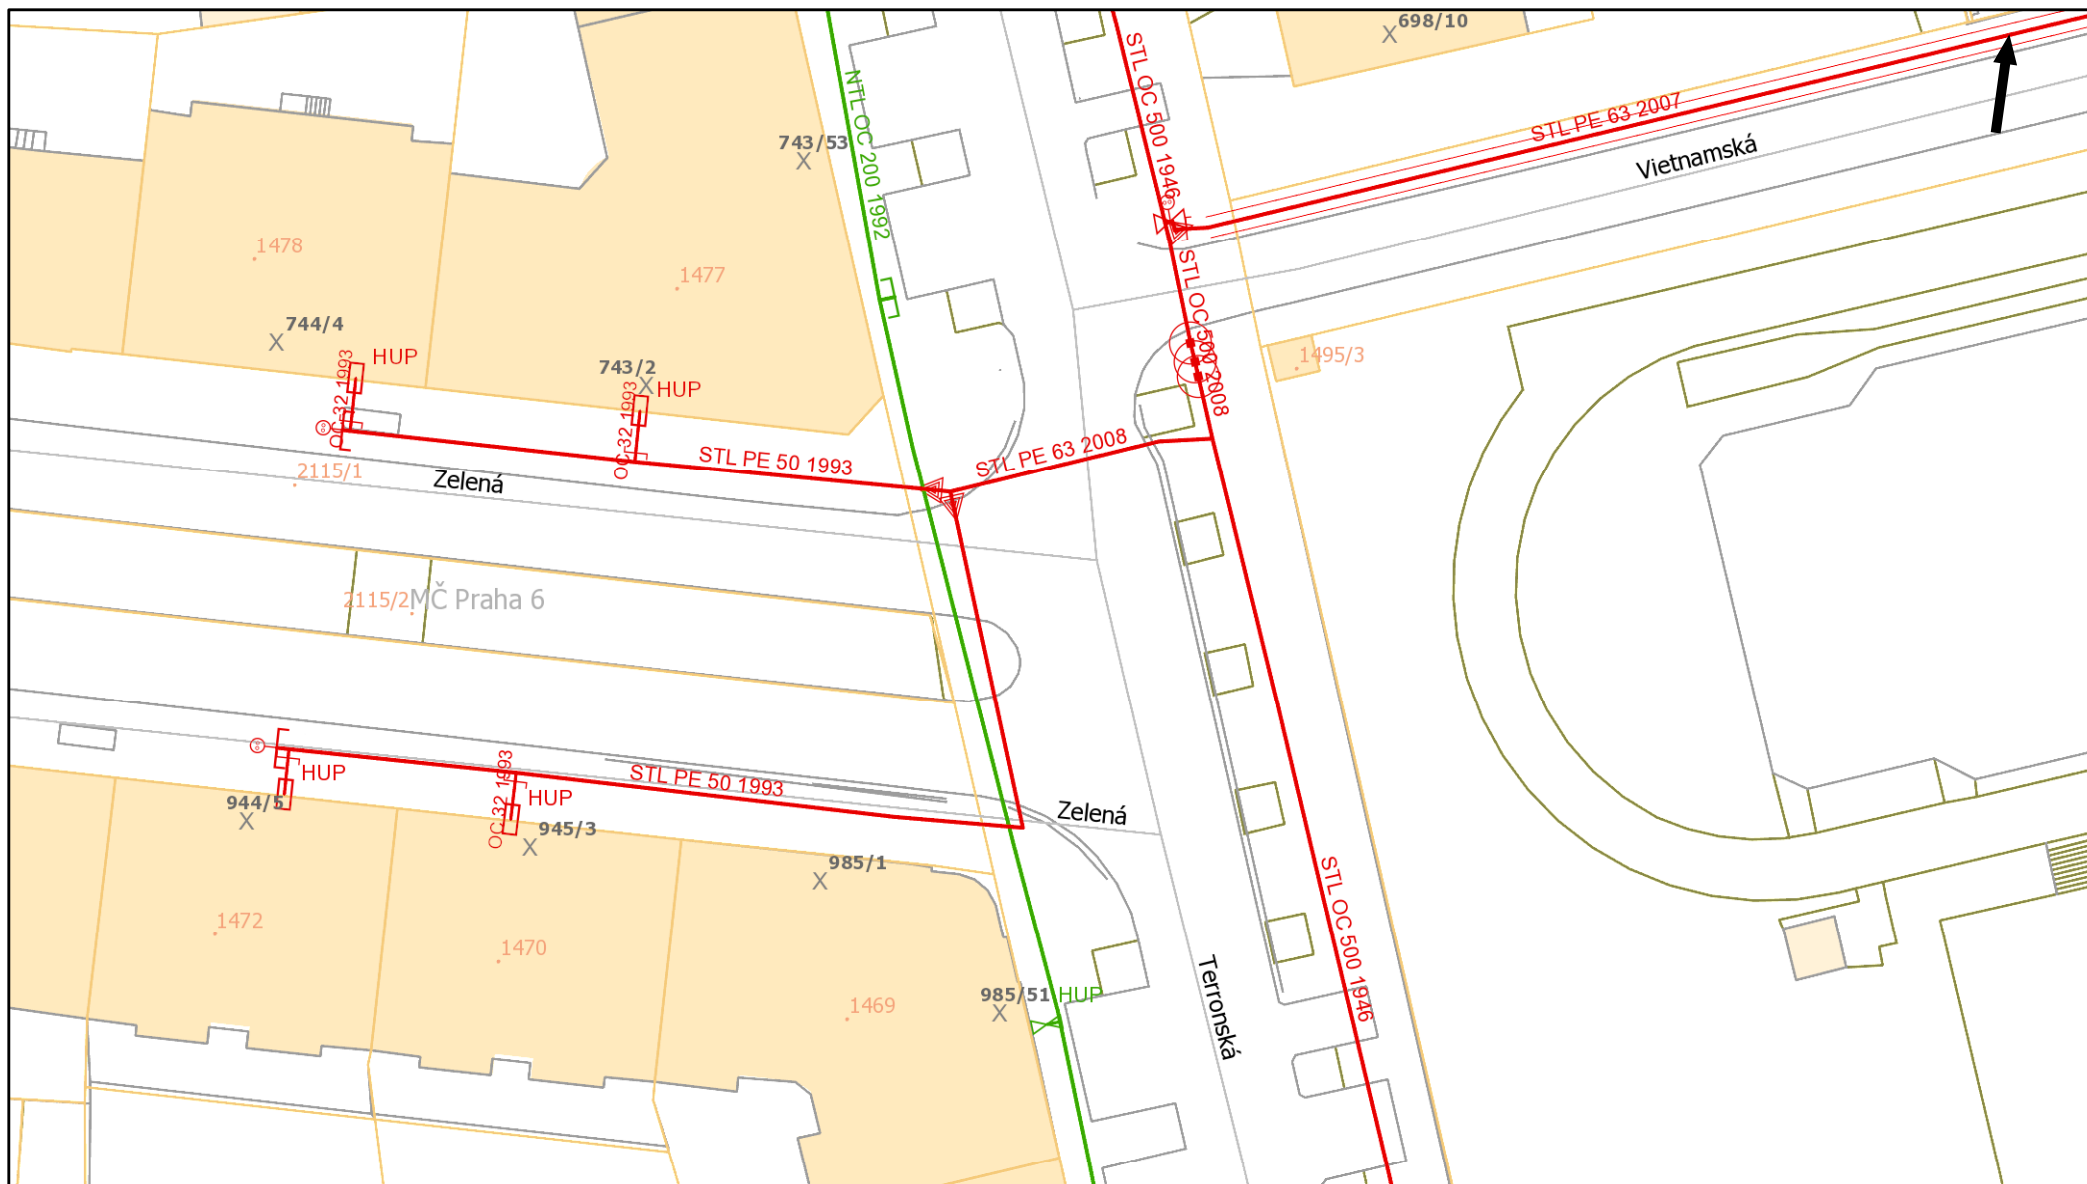 698/10
STL OC 500 1946
NTL OC 200 1992
STL PE 63 2007
743/53
Vietnamská
1478
1477
STL OC 500 2008
744/4
HUP
OC 32 1993
743/2
HUP
OC 32 1993
1495/3
STL PE 63 2008
STL PE 50 1993
2115/1
Zelená
2115/2
MČ Praha 6
HUP
STL PE 50 1993
OC 32 1993
HUP
944/5
945/3
Zelená
985/1
STL OC 500 1946
1472
1470
985/51
HUP
1469
Terronská